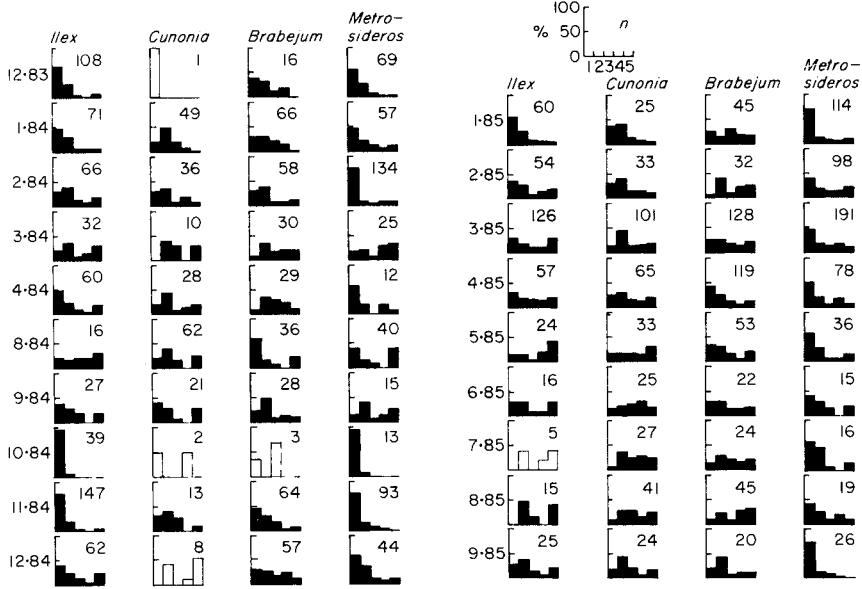 Ilex Cunonia Brabejum Metro-sideros
12·83 108 1 16 69
1·84 71 49 66 57
2·84 66 36 58 134
3·84 32 10 30 25
4·84 60 28 29 12
8·84 16 62 36 40
9·84 27 21 28 15
10·84 39 2 3 13
11·84 147 13 64 93
12·84 62 8 57 44
100
% 50 n
0
12345
Ilex Cunonia Brabejum Metro-sideros
1·85 60 25 45 114
2·85 54 33 32 98
3·85 126 101 128 191
4·85 57 65 119 78
5·85 24 33 53 36
6·85 16 25 22 15
7·85 5 27 24 16
8·85 15 41 45 19
9·85 25 24 20 26